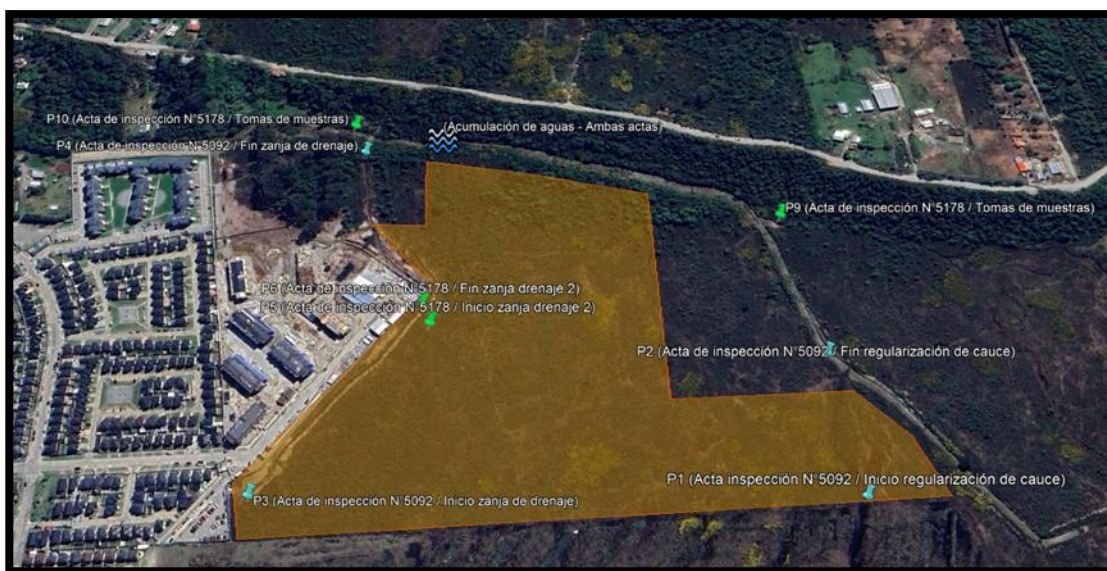 P10 (Acta de inspección N°5178 / Tomas de muestras)
(Acumulación de aguas - Ambas actas)
P4 (Acta de inspección N°5092 / Fin zanja de drenaje)
P9 (Acta de inspección N°5178 / Tomas de muestras)
P6 (Acta de inspección N°5178 / Fin zanja drenaje 2)
P5 (Acta de inspección N°5178 / Inicio zanja drenaje 2)
P2 (Acta de inspección N°5092 / Fin regularización de cauce)
P1 (Acta inspección N°5092 / Inicio regularización de cauce)
P3 (Acta de inspección N°5092 / Inicio zanja de drenaje)